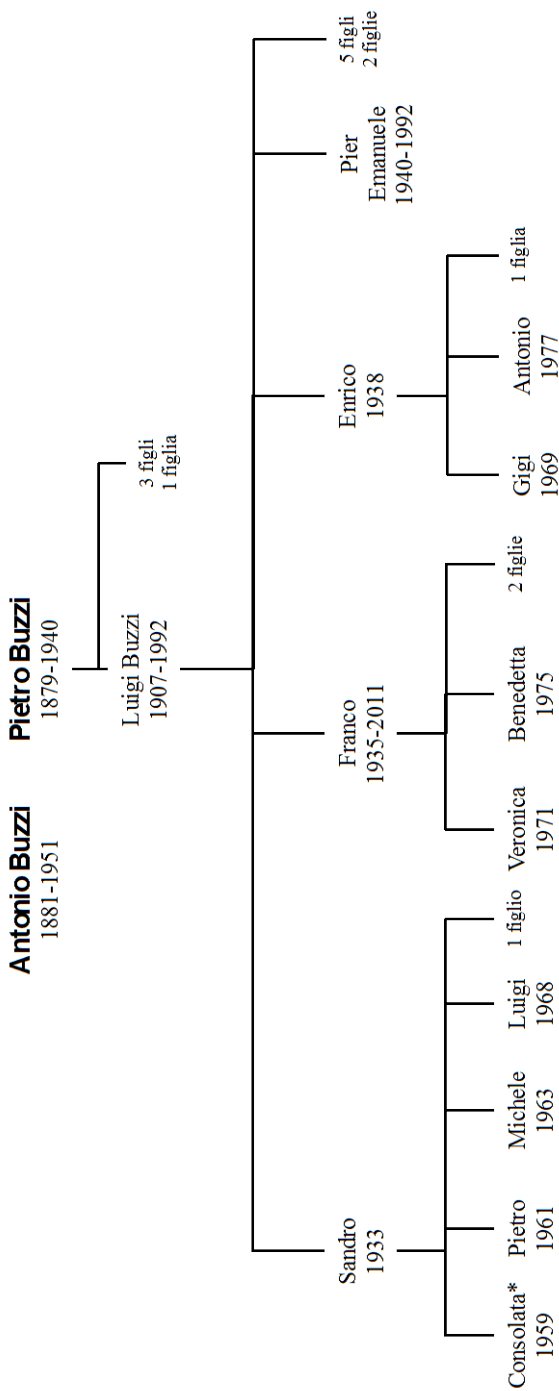 Antonio Buzzi
1881-1951
Pietro Buzzi
1879-1940
Luigi Buzzi
1907-1992
3 figli
1 figlia
Sandro
1933
Franco
1935-2011
Enrico
1938
Pier
Emanuele
1940-1992
5 figli
2 figlie
Consolata*
1959
Pietro
1961
Michele
1963
Luigi
1968
1 figlio
Veronica
1971
Benedetta
1975
2 figlie
Gigi
1969
Antonio
1977
1 figlia